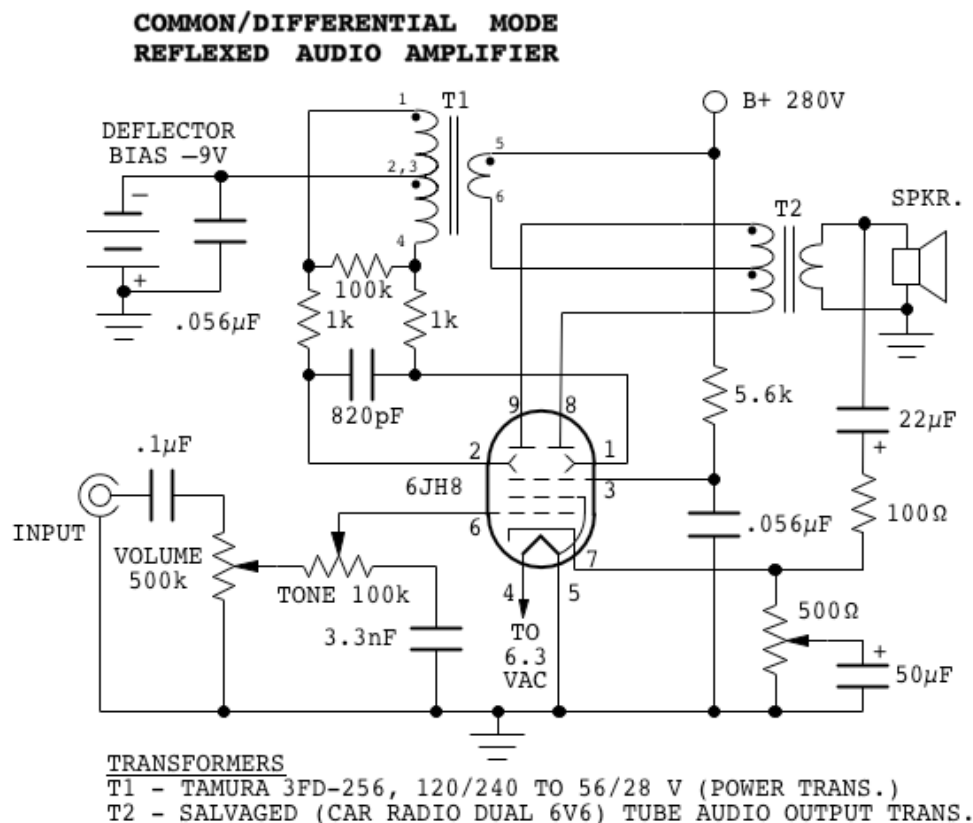 COMMON/DIFFERENTIAL MODE
REFLEXED AUDIO AMPLIFIER
1
T1
B+ 280V
DEFLECTOR
BIAS –9V
2,3
5
6
–
+
4
T2
SPKR.
100k
.056µF
1k
1k
820pF
9
8
5.6k
22µF
+
.1µF
2
1
6JH8
3
INPUT
6
.056µF
100Ω
VOLUME
500k
TONE 100k
7
4
5
500Ω
3.3nF
TO
6.3
VAC
+
50µF
TRANSFORMERS
T1 - TAMURA 3FD-256, 120/240 TO 56/28 V (POWER TRANS.)
T2 - SALVAGED (CAR RADIO DUAL 6V6) TUBE AUDIO OUTPUT TRANS.